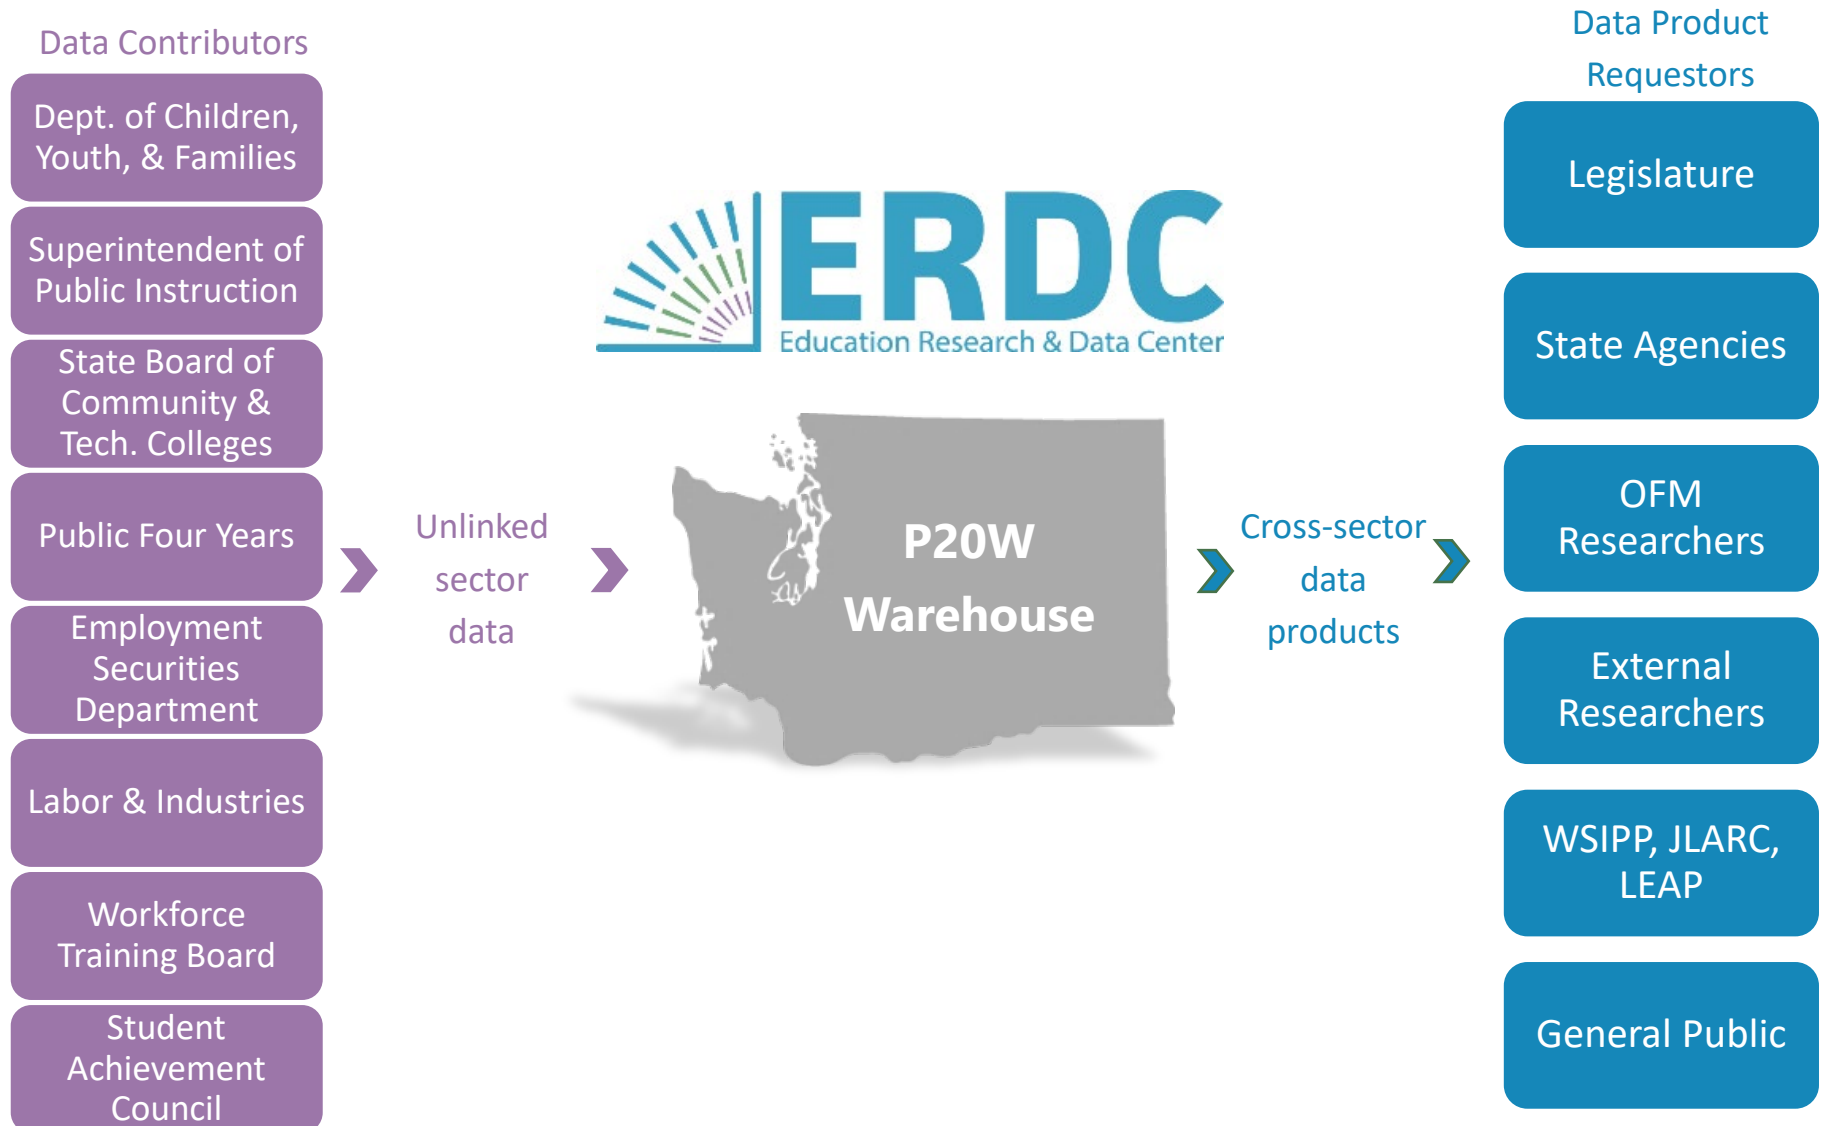 Data Contributors
Dept. of Children,
Youth, & Families
Superintendent of
Public Instruction
State Board of
Community &
Tech. Colleges
Public Four Years
Employment
Securities
Department
Labor & Industries
Workforce
Training Board
Student
Achievement
Council
Unlinked
sector
data
ERDC
Education Research & Data Center
P20W
Warehouse
Cross-sector
data
products
Data Product
Requestors
Legislature
State Agencies
OFM
Researchers
External
Researchers
WSIPP, JLARC,
LEAP
General Public